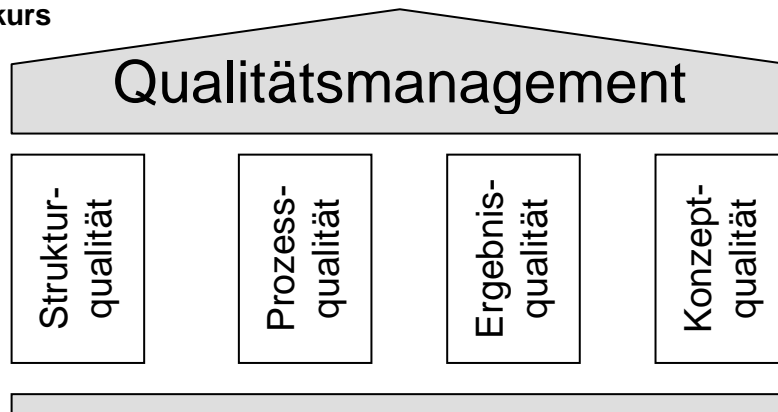 kurs
Qualitätsmanagement
Struktur-
qualität
Prozess-
qualität
Ergebnis-
qualität
Konzept-
qualität